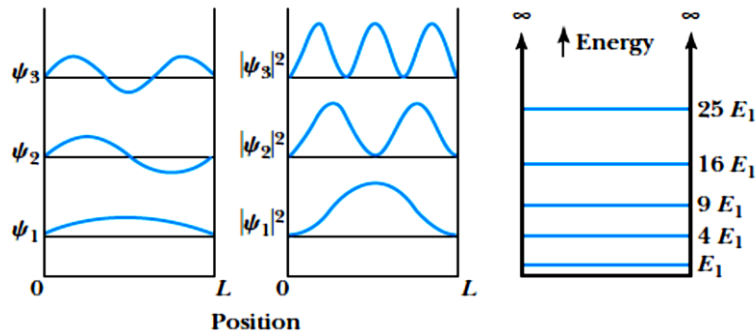 ψ₃
ψ₂
ψ₁
0
L
|ψ₃|²
|ψ₂|²
|ψ₁|²
0
L
Position
∞
∞
Energy
25 E₁
16 E₁
9 E₁
4 E₁
E₁